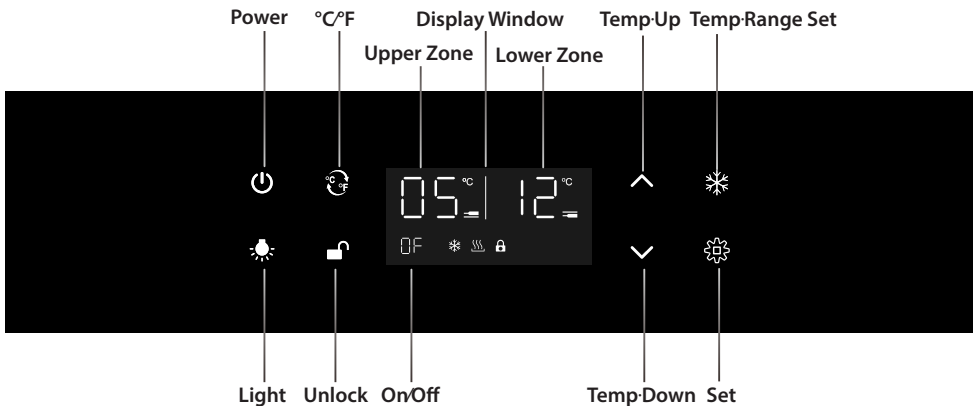 Power °C/°F Display Window Temp·Up Temp·Range Set
Upper Zone Lower Zone
°C °F
05 °C 12 °C
0F
Light Unlock On/Off Temp·Down Set